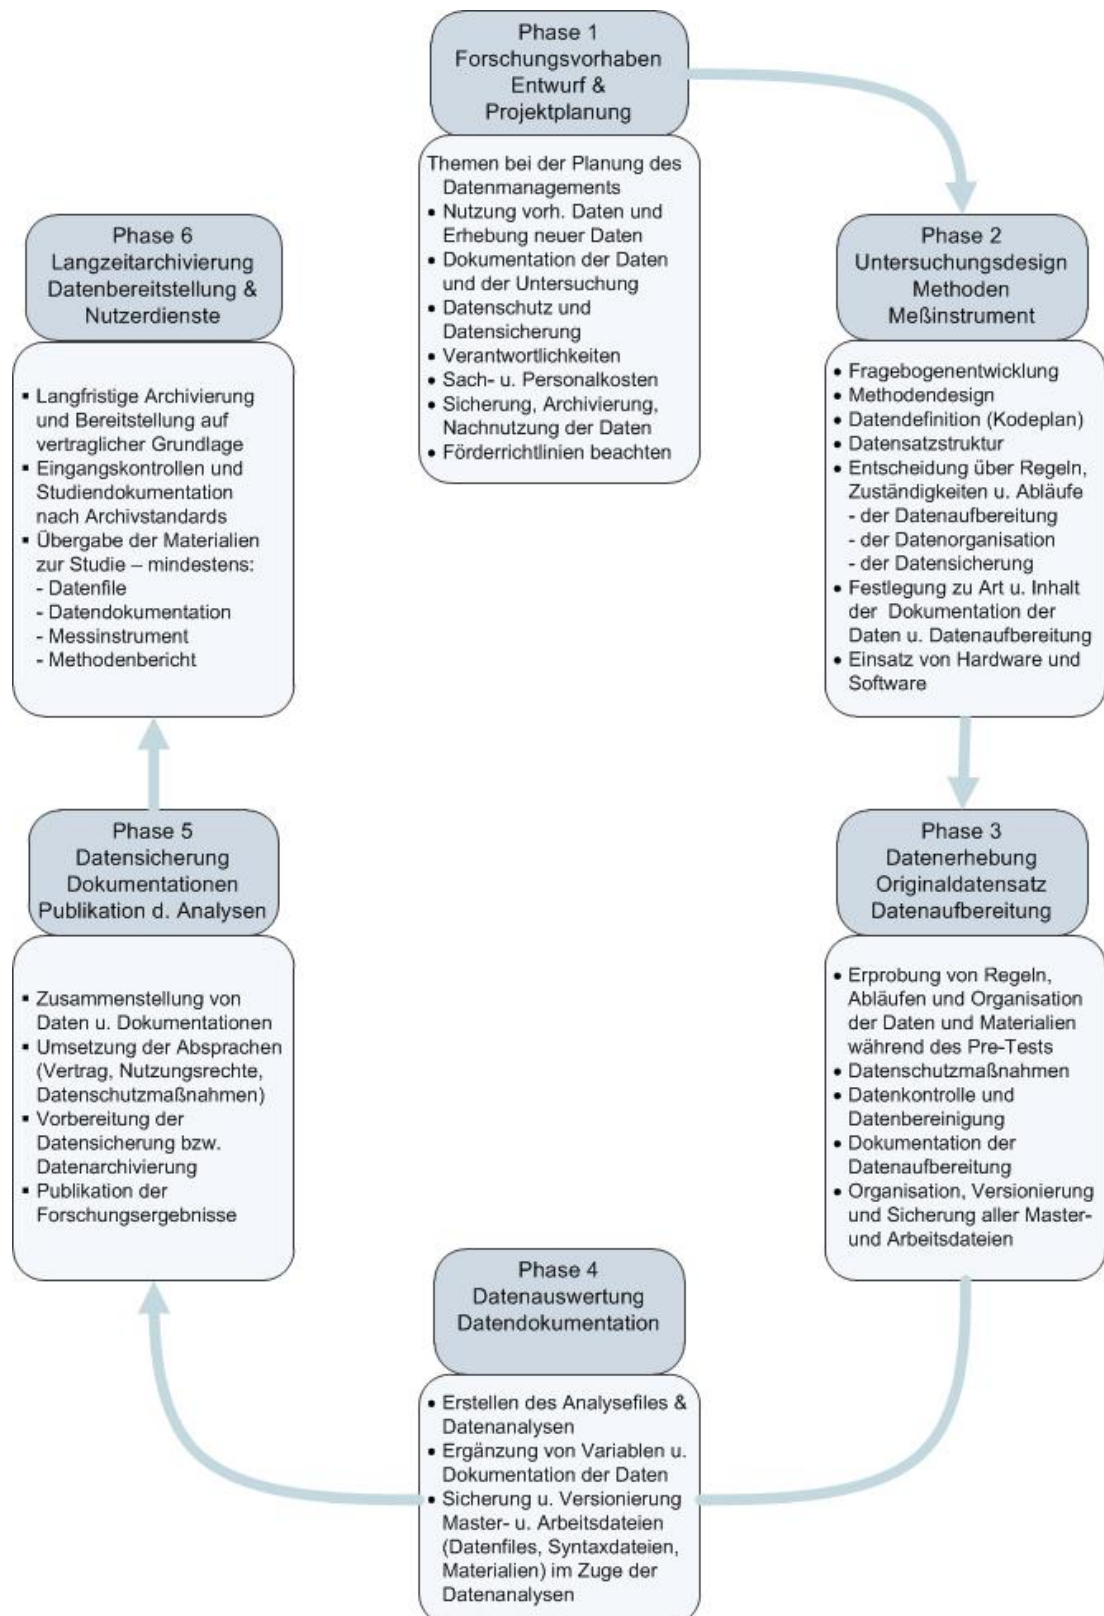 Phase 1
Forschungsvorhaben
Entwurf &
Projektplanung
Themen bei der Planung des
Datenmanagements
• Nutzung vorh. Daten und
Erhebung neuer Daten
• Dokumentation der Daten
und der Untersuchung
• Datenschutz und
Datensicherung
• Verantwortlichkeiten
• Sach- u. Personalkosten
• Sicherung, Archivierung,
Nachnutzung der Daten
• Förderrichtlinien beachten
Phase 2
Untersuchungsdesign
Methoden
Meßinstrument
• Fragebogenentwicklung
• Methodendesign
• Datendefinition (Kodeplan)
• Datensatzstruktur
• Entscheidung über Regeln,
Zuständigkeiten u. Abläufe
- der Datenaufbereitung
- der Datenorganisation
- der Datensicherung
• Festlegung zu Art u. Inhalt
der Dokumentation der
Daten u. Datenaufbereitung
• Einsatz von Hardware und
Software
Phase 3
Datenerhebung
Originaldatensatz
Datenaufbereitung
• Erprobung von Regeln,
Abläufen und Organisation
der Daten und Materialien
während des Pre-Tests
• Datenschutzmaßnahmen
• Datenkontrolle und
Datenbereinigung
• Dokumentation der
Datenaufbereitung
• Organisation, Versionierung
und Sicherung aller Master-
und Arbeitsdateien
Phase 4
Datenauswertung
Datendokumentation
• Erstellen des Analysefiles &
Datenanalysen
• Ergänzung von Variablen u.
Dokumentation der Daten
• Sicherung u. Versionierung
Master- u. Arbeitsdateien
(Datenfiles, Syntaxdateien,
Materialien) im Zuge der
Datenanalysen
Phase 5
Datensicherung
Dokumentationen
Publikation d. Analysen
▪ Zusammenstellung von
Daten u. Dokumentationen
▪ Umsetzung der Absprachen
(Vertrag, Nutzungsrechte,
Datenschutzmaßnahmen)
▪ Vorbereitung der
Datensicherung bzw.
Datenarchivierung
▪ Publikation der
Forschungsergebnisse
Phase 6
Langzeitarchivierung
Datenbereitstellung &
Nutzerdienste
▪ Langfristige Archivierung
und Bereitstellung auf
vertraglicher Grundlage
▪ Eingangskontrollen und
Studiendokumentation
nach Archivstandards
▪ Übergabe der Materialien
zur Studie – mindestens:
- Datenfile
- Datendokumentation
- Messinstrument
- Methodenbericht